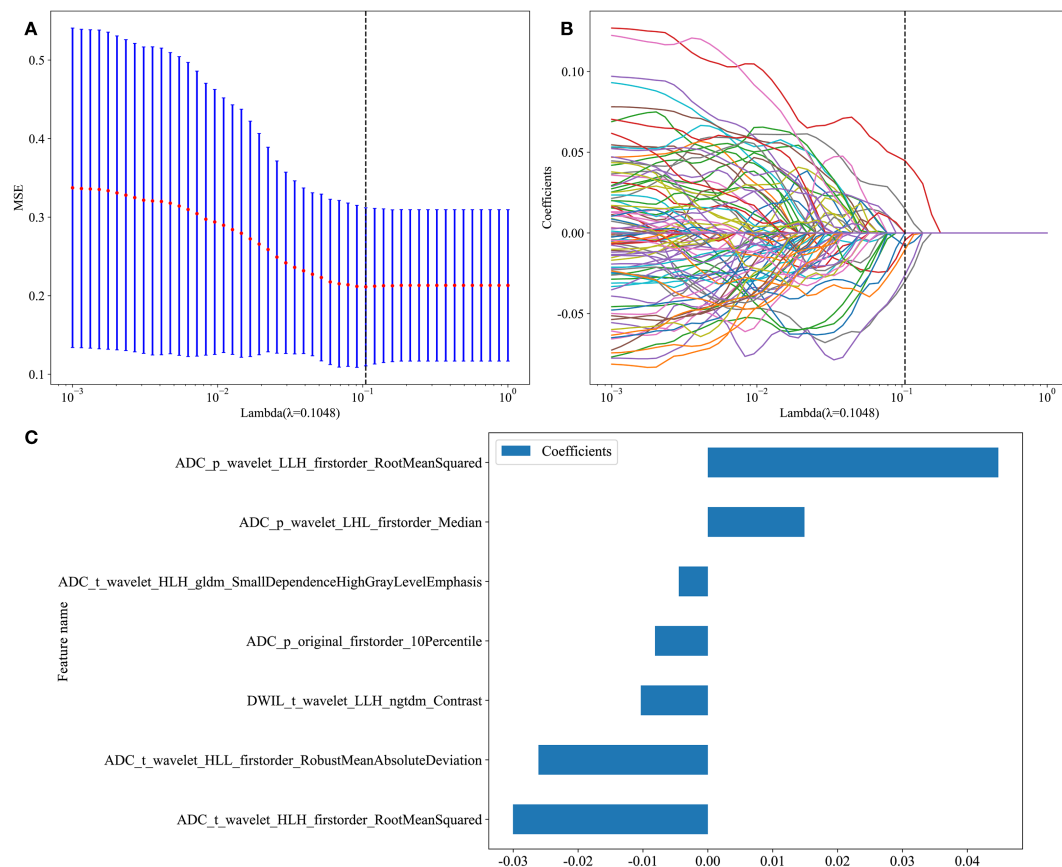 A
MSE
0.5
0.4
0.3
0.2
0.1
10⁻³
10⁻²
10⁻¹
10⁰
Lambda(λ=0.1048)
B
Coefficients
0.10
0.05
0.00
-0.05
10⁻³
10⁻²
10⁻¹
10⁰
Lambda(λ=0.1048)
C
Feature name
Coefficients
ADC_p_wavelet_LLH_firstorder_RootMeanSquared
ADC_p_wavelet_LHL_firstorder_Median
ADC_t_wavelet_HLH_gldm_SmallDependenceHighGrayLevelEmphasis
ADC_p_original_firstorder_10Percentile
DWIL_t_wavelet_LLH_ngtdm_Contrast
ADC_t_wavelet_HLL_firstorder_RobustMeanAbsoluteDeviation
ADC_t_wavelet_HLH_firstorder_RootMeanSquared
-0.03 -0.02 -0.01 0.00 0.01 0.02 0.03 0.04